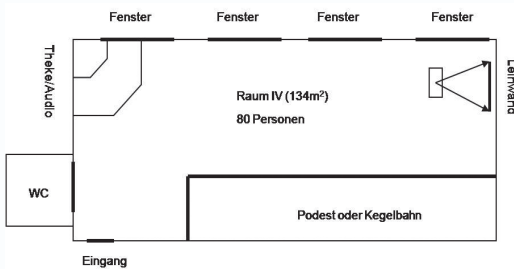 Fenster
Fenster
Fenster
Fenster
Theke/Audio
Leinwand
Raum IV (134m²)
80 Personen
WC
Podest oder Kegelbahn
Eingang